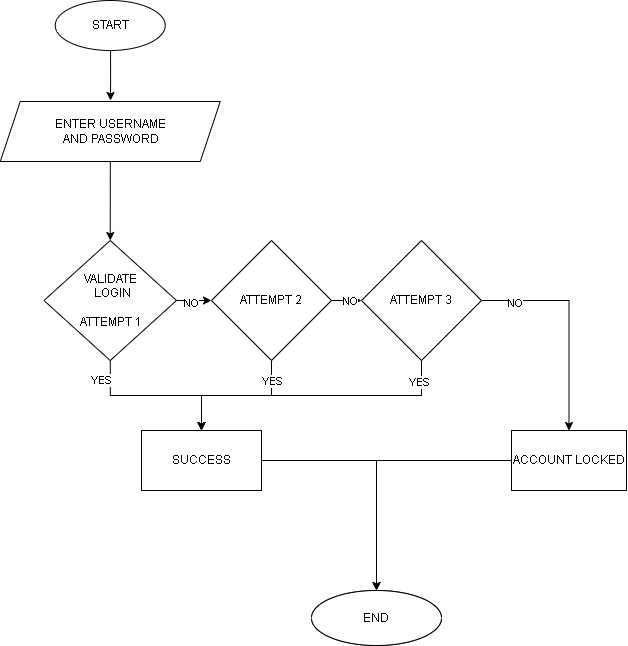 START
ENTER USERNAME
AND PASSWORD
VALIDATE
LOGIN
ATTEMPT 1
NO
ATTEMPT 2
NO
ATTEMPT 3
NO
YES
YES
YES
SUCCESS
ACCOUNT LOCKED
END